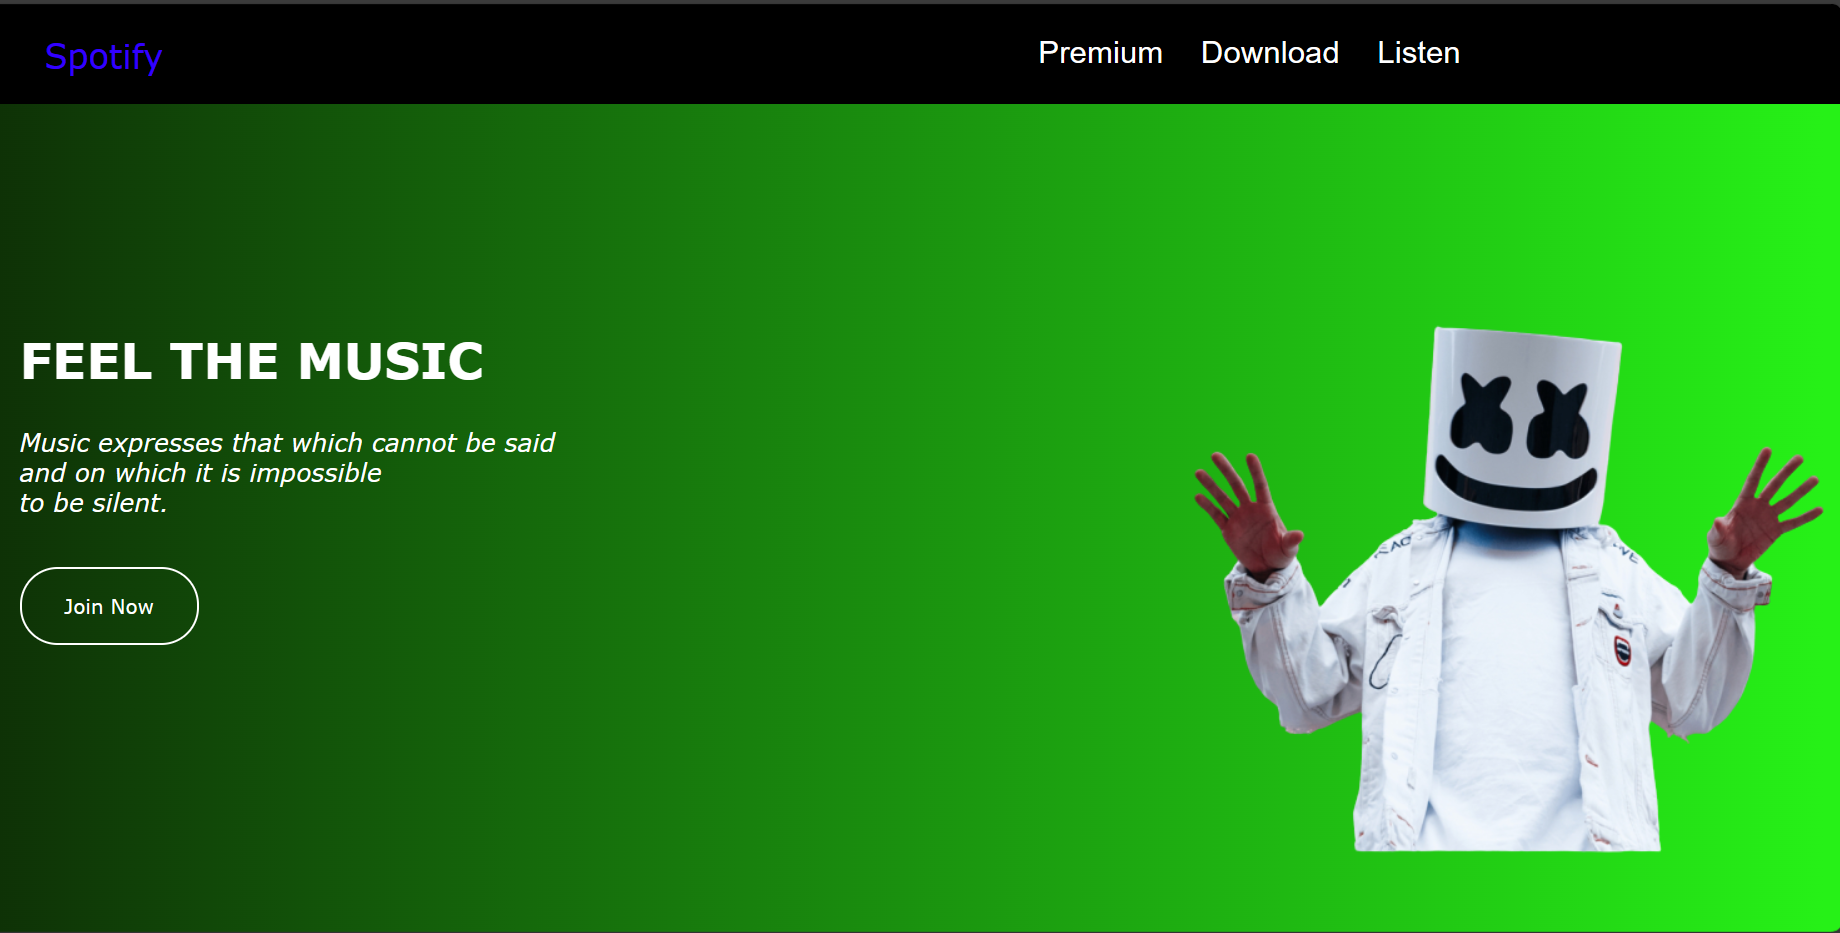 Spotify
Premium Download Listen
FEEL THE MUSIC
Music expresses that which cannot be said
and on which it is impossible
to be silent.
Join Now